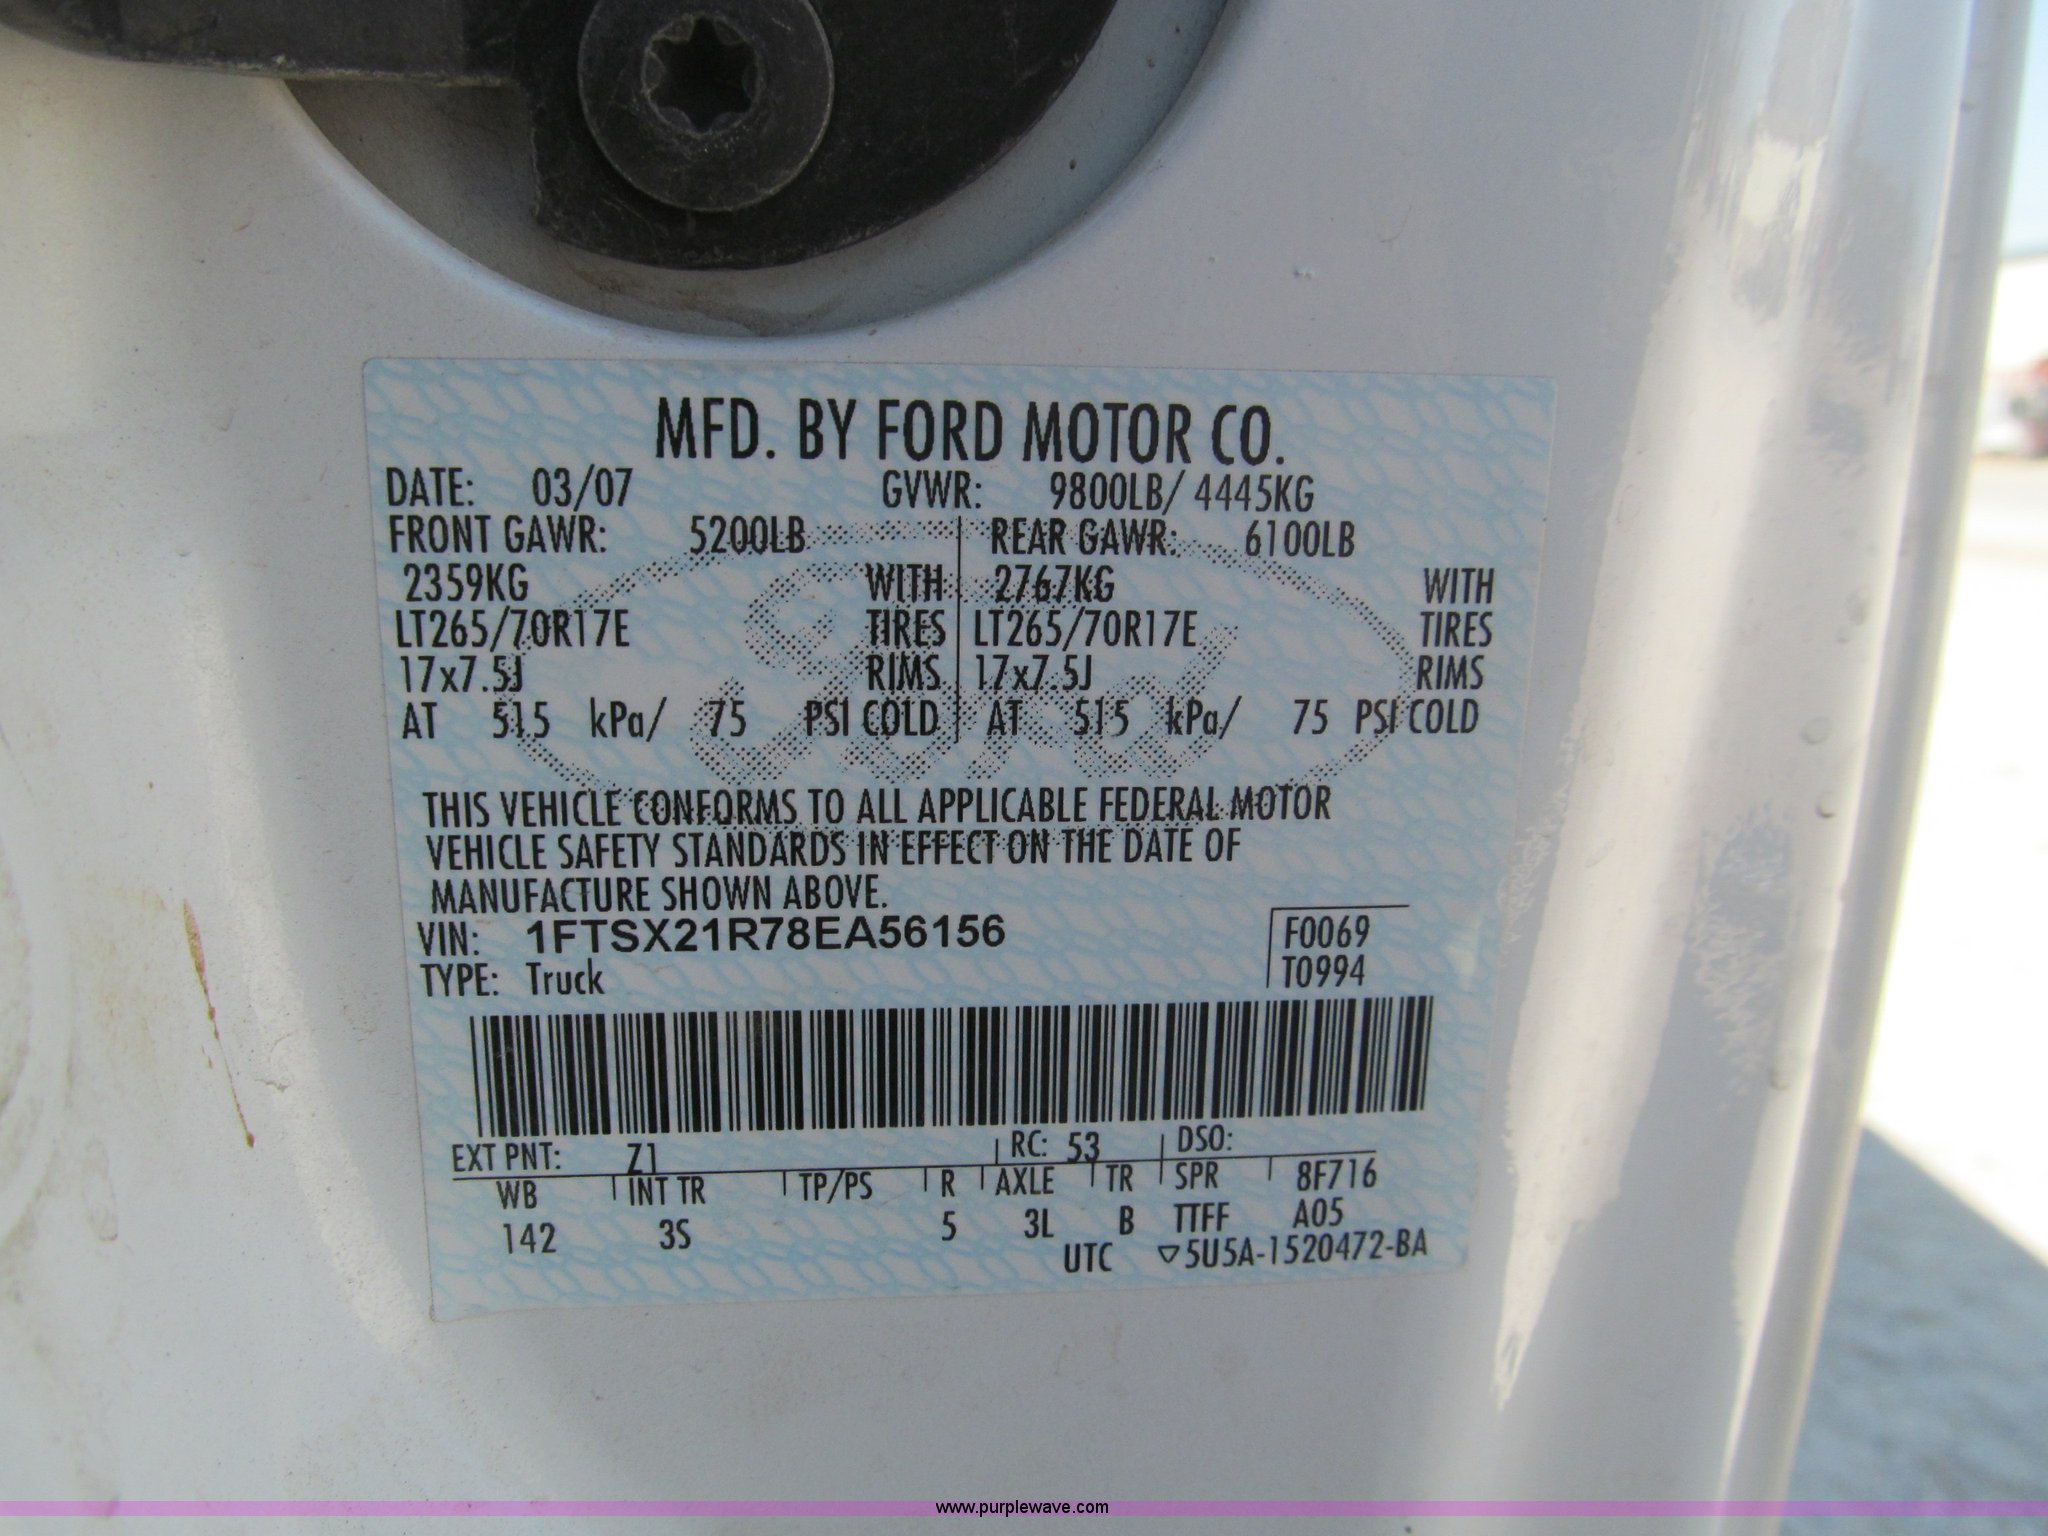 MFD. BY FORD MOTOR CO.
DATE: 03/07 GVWR: 9800LB/ 4445KG
FRONT GAWR: 5200LB REAR GAWR: 6100LB
2359KG WITH 2767KG WITH
LT265/70R17E TIRES LT265/70R17E TIRES
17x7.5J RIMS 17x7.5J RIMS
AT 515 kPa/ 75 PSI COLD AT 515 kPa/ 75 PSI COLD
Ford
THIS VEHICLE CONFORMS TO ALL APPLICABLE FEDERAL MOTOR
VEHICLE SAFETY STANDARDS IN EFFECT ON THE DATE OF
MANUFACTURE SHOWN ABOVE.
VIN: 1FTSX21R78EA56156 F0069
TYPE: Truck T0994
EXT PNT: Z1 RC: 53 DSO:
WB INT TR TP/PS R AXLE TR SPR 8F716
142 3S 5 3L B TTFF A05
UTC ▽5U5A-1520472-BA
www.purplewave.com